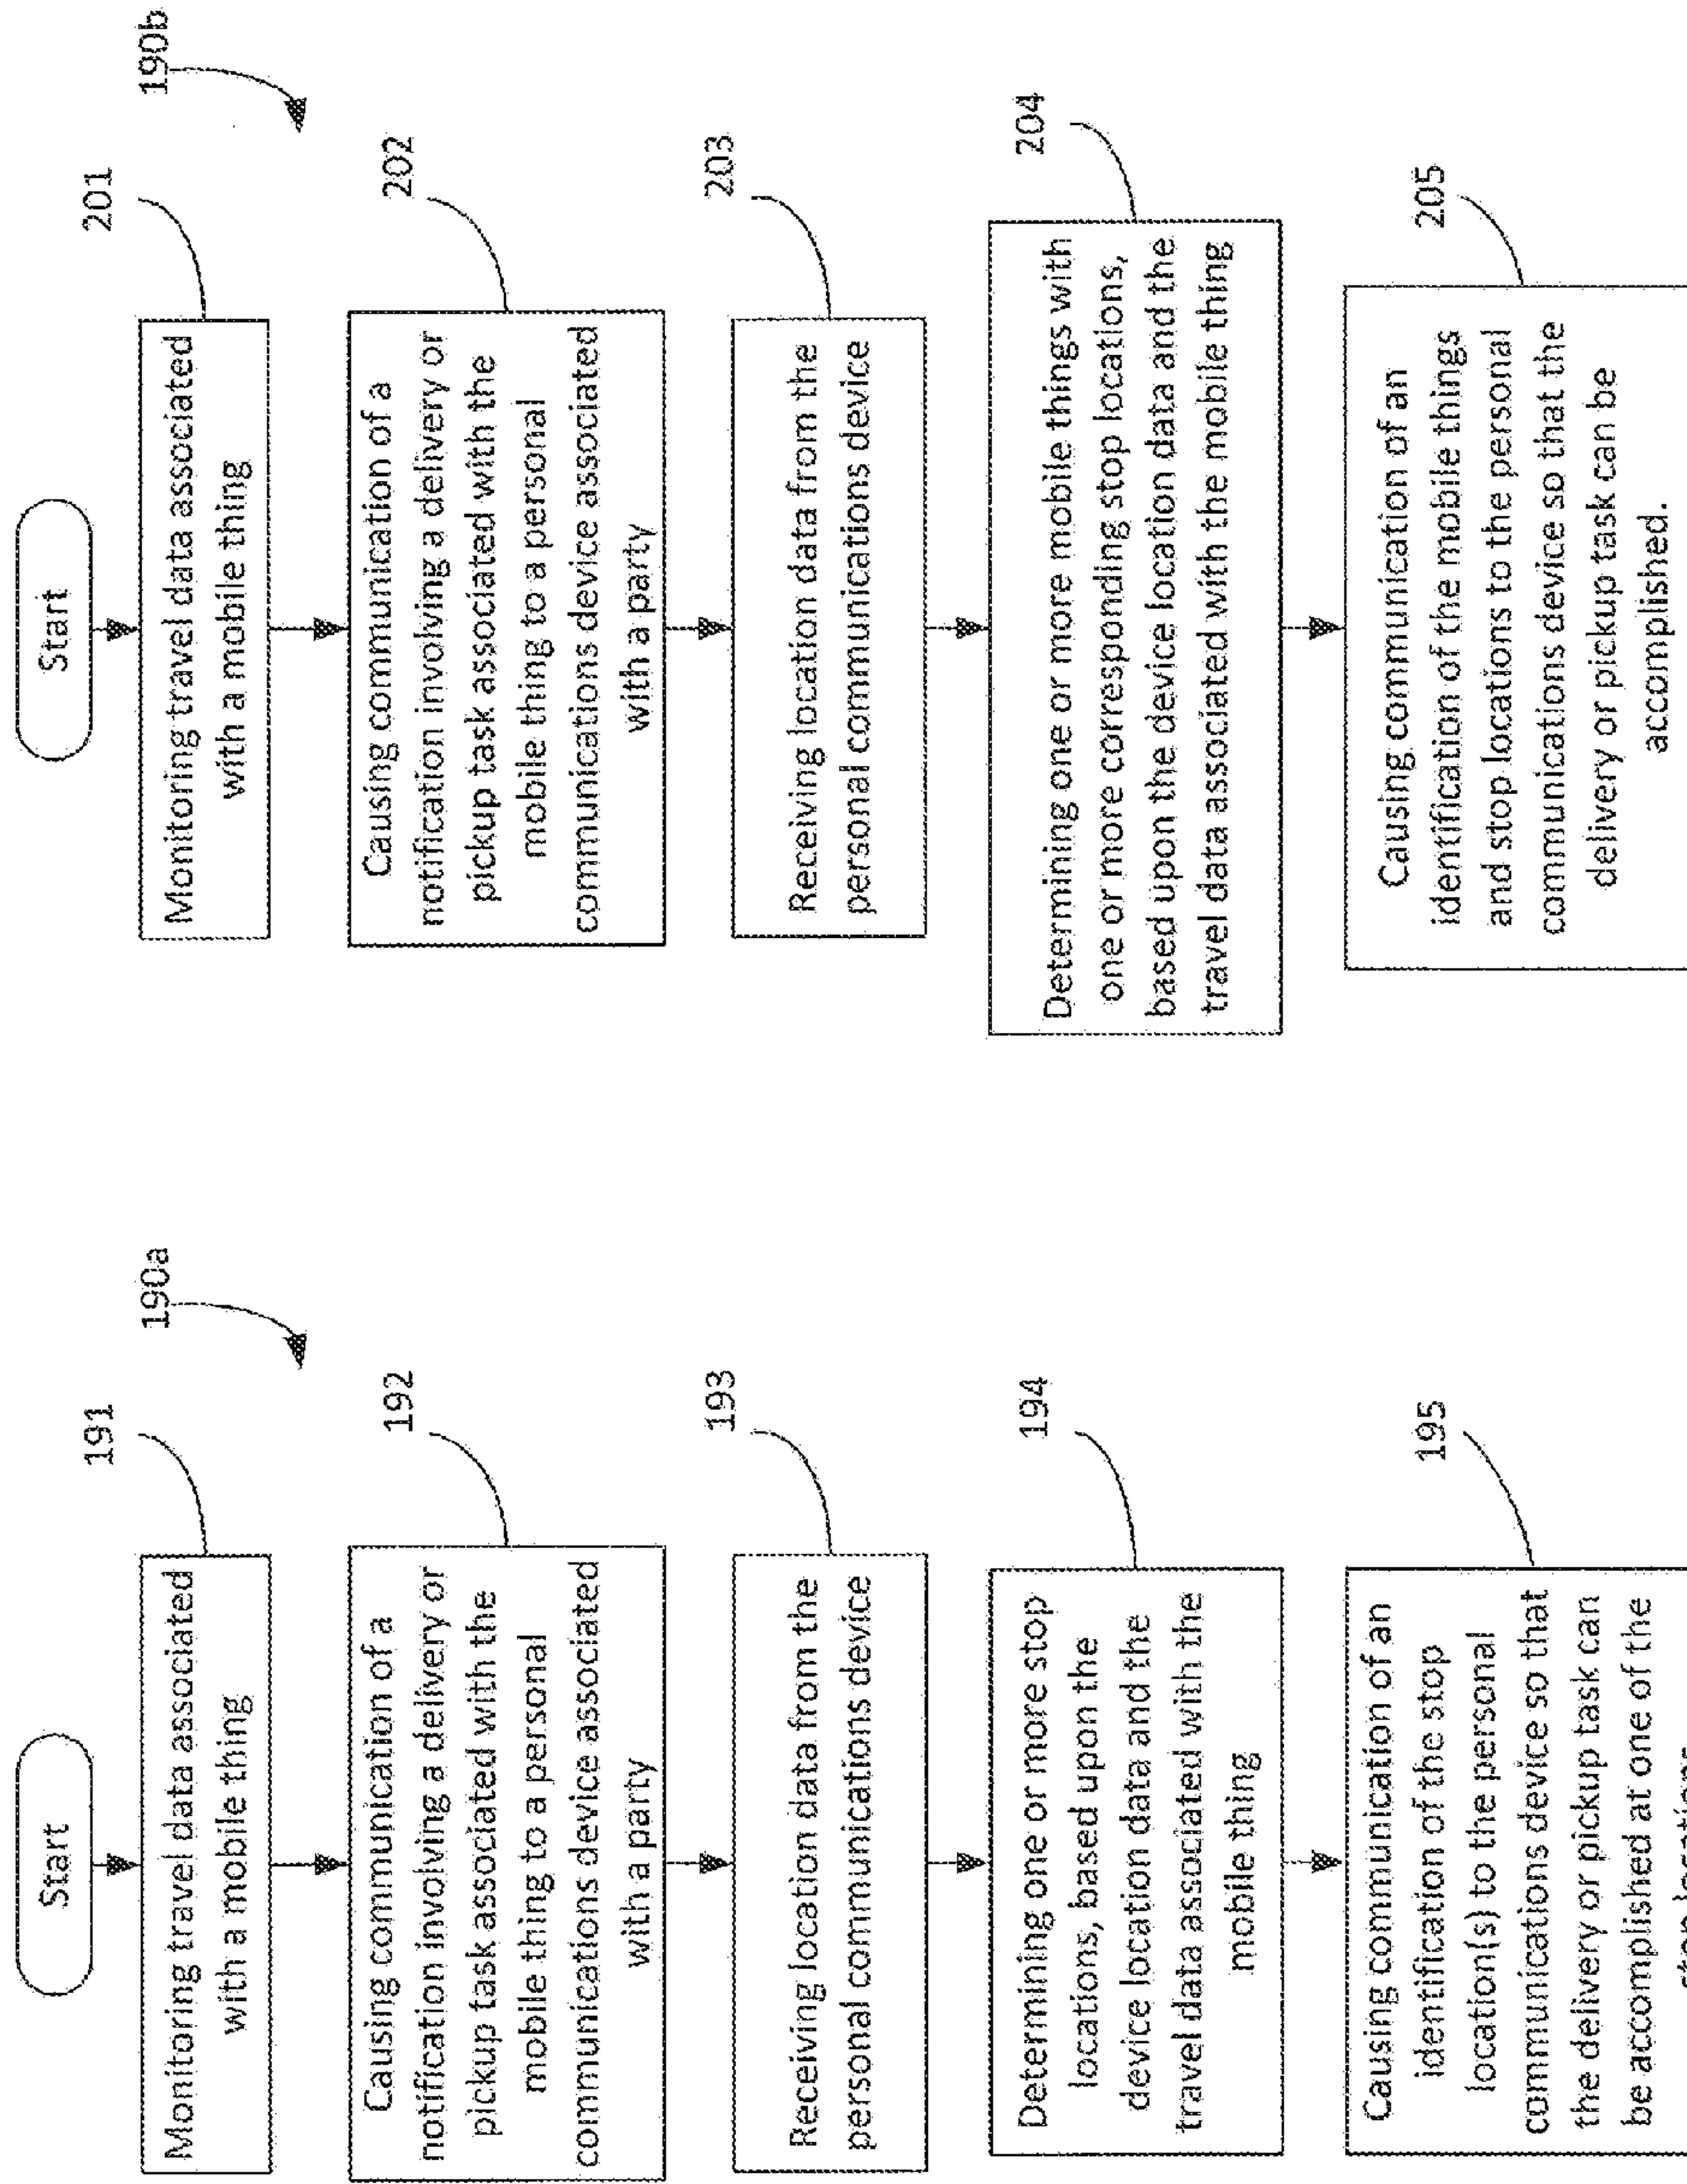 190a
Start
191
Monitoring travel data associated
with a mobile thing
192
Causing communication of a
notification involving a delivery or
pickup task associated with the
mobile thing to a personal
communications device associated
with a party
193
Receiving location data from the
personal communications device
194
Determining one or more stop
locations, based upon the
device location data and the
travel data associated with the
mobile thing
195
Causing communication of an
identification of the stop
location(s) to the personal
communications device so that
the delivery or pickup task can
be accomplished at one of the
stop locations
190b
Start
201
Monitoring travel data associated
with a mobile thing
202
Causing communication of a
notification involving a delivery or
pickup task associated with the
mobile thing to a personal
communications device associated
with a party
203
Receiving location data from the
personal communications device
204
Determining one or more mobile things with
one or more corresponding stop locations,
based upon the device location data and the
travel data associated with the mobile thing
205
Causing communication of an
identification of the mobile things
and stop locations to the personal
communications device so that the
delivery or pickup task can be
accomplished.